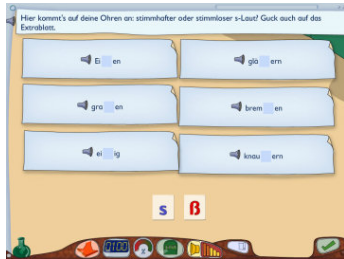 Hier kommt's auf deine Ohren an: stimmhafter oder stimmloser s-Laut? Guck auch auf das
Extrablatt.
Ei en
glä ern
gra en
brem en
ei ig
knau ern
s ß